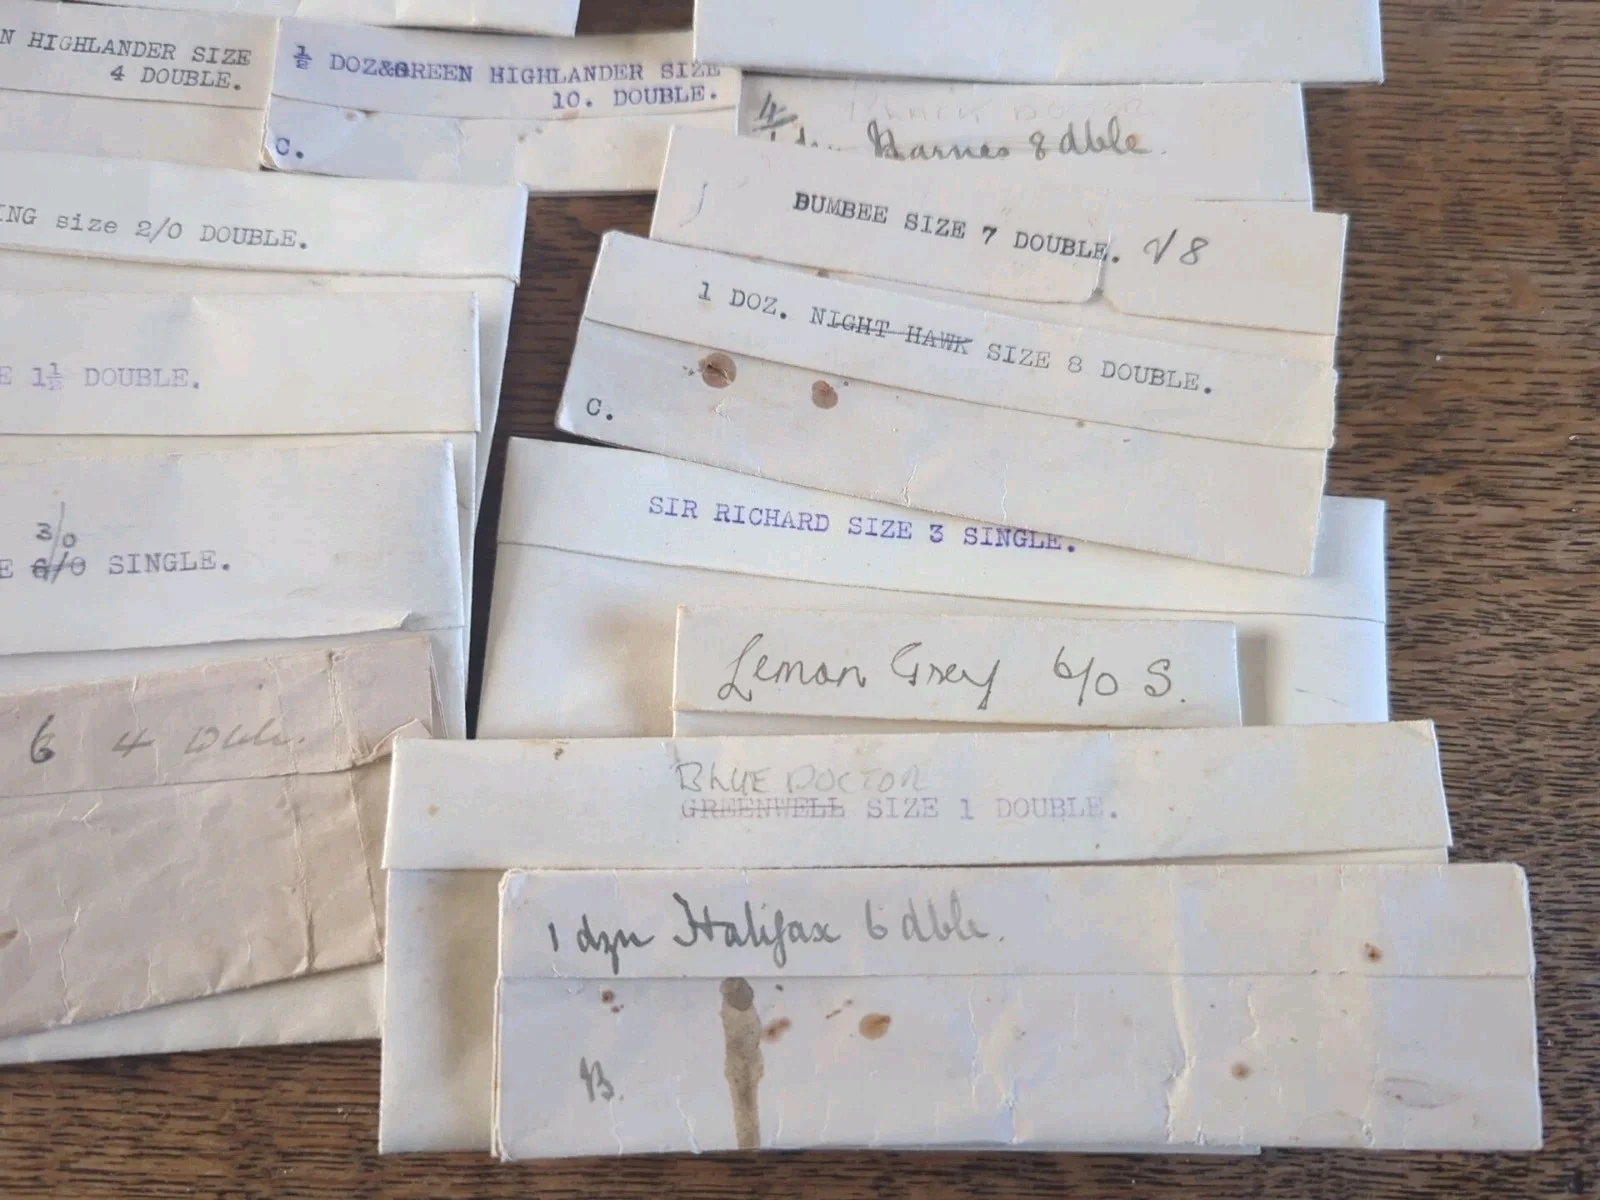 N HIGHLANDER SIZE
4 DOUBLE.
½ DOZ&GREEN HIGHLANDER SIZE
10. DOUBLE.
C.
BLACK DOCTOR
Barnes 8 dble
BUMBEE SIZE 7 DOUBLE. V8
ING size 2/0 DOUBLE.
1 DOZ. NIGHT HAWK SIZE 8 DOUBLE.
C.
E 1½ DOUBLE.
SIR RICHARD SIZE 3 SINGLE.
3/0
E 6/0 SINGLE.
Lemon Grey 6/0 S.
6 4 Dble.
BLUE DOCTOR
GREENWELL SIZE 1 DOUBLE.
1 dzn Halifax 6 dble.
B.